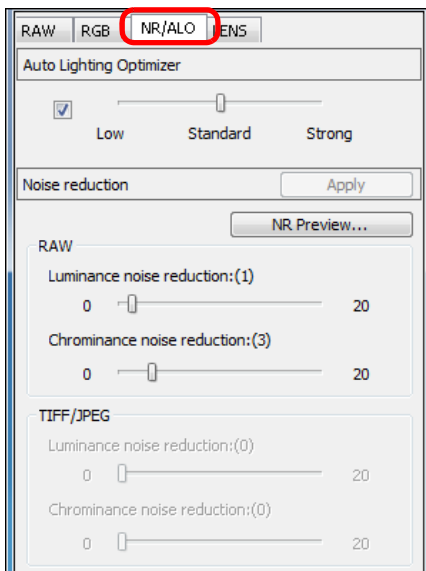 RAW RGB NR/ALO LENS
Auto Lighting Optimizer
Low Standard Strong
Noise reduction Apply
NR Preview...
RAW
Luminance noise reduction:(1)
0 20
Chrominance noise reduction:(3)
0 20
TIFF/JPEG
Luminance noise reduction:(0)
0 20
Chrominance noise reduction:(0)
0 20